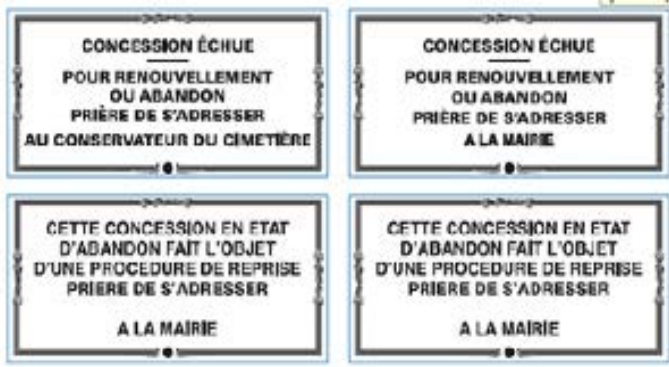 CONCESSION ÉCHUE
POUR RENOUVELLEMENT
OU ABANDON
PRIÈRE DE S'ADRESSER
AU CONSERVATEUR DU CIMETIÈRE
CONCESSION ÉCHUE
POUR RENOUVELLEMENT
OU ABANDON
PRIÈRE DE S'ADRESSER
A LA MAIRIE
CETTE CONCESSION EN ETAT
D'ABANDON FAIT L'OBJET
D'UNE PROCEDURE DE REPRISE
PRIERE DE S'ADRESSER
A LA MAIRIE
CETTE CONCESSION EN ETAT
D'ABANDON FAIT L'OBJET
D'UNE PROCEDURE DE REPRISE
PRIERE DE S'ADRESSER
A LA MAIRIE